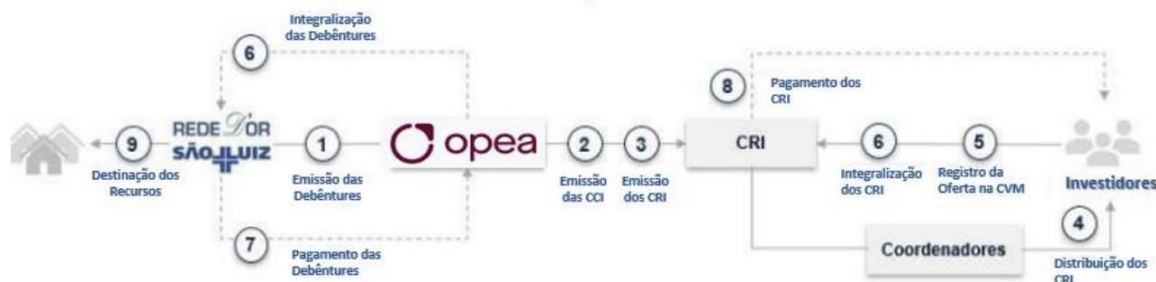 Integralização
das Debêntures
6
8
Pagamento dos
CRI
REDE D'OR
SÃO LUIZ
9
Destinação dos
Recursos
1
Emissão das
Debêntures
opea
2
Emissão
das CCI
3
Emissão
dos CRI
CRI
6
Integralização
dos CRI
5
Registro da
Oferta na CVM
Investidores
7
Pagamento das
Debêntures
Coordenadores
4
Distribuição dos
CRI